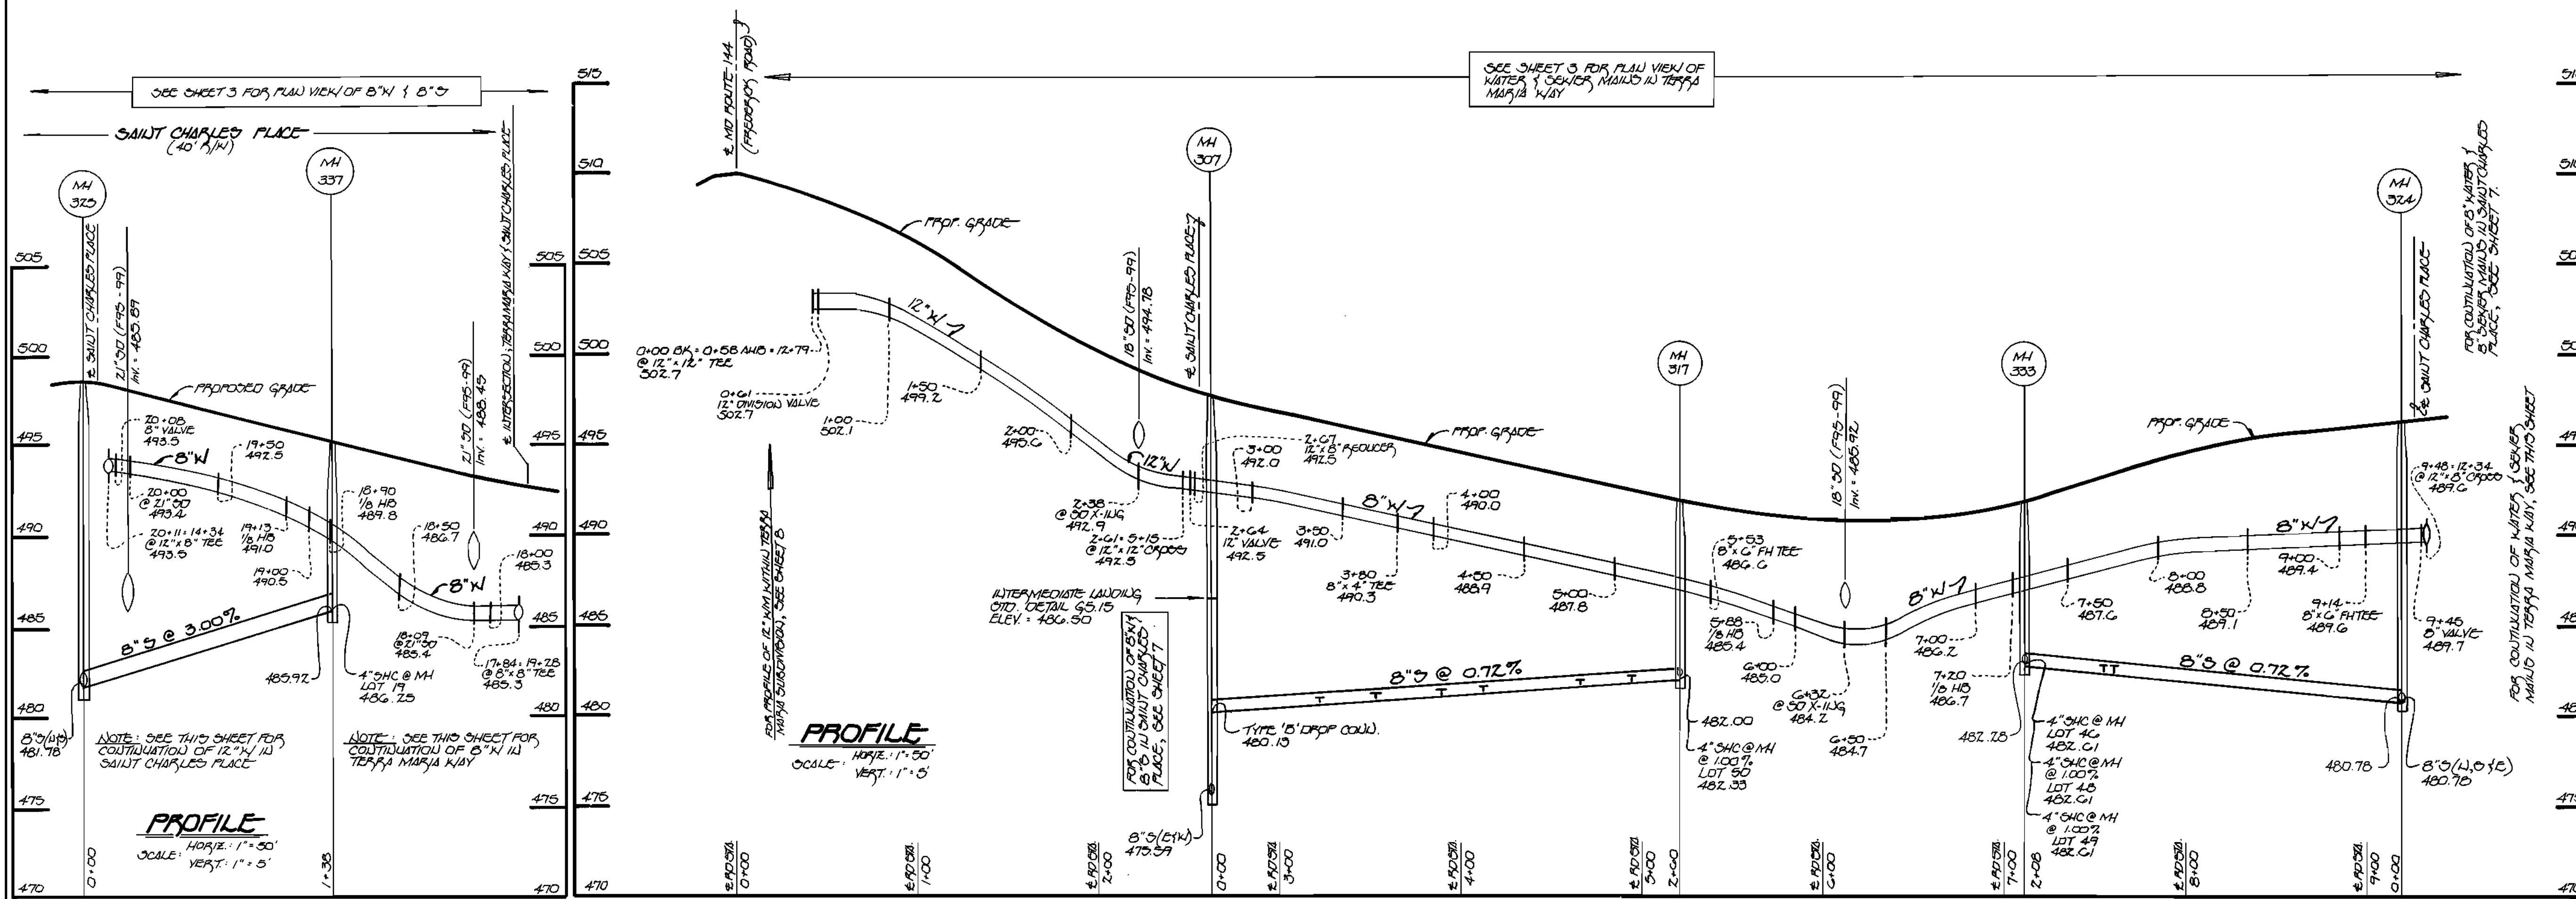 SEE SHEET 3 FOR PLAN VIEW OF 8"W & 8"S
SAINT CHARLES PLACE
(40' R/W)
MH
325
MH
337
℄ SAINT CHARLES PLACE
21" SD (F95-99)
Inv. = 485.89
21" SD (F95-99)
Inv. = 488.45
℄ INTERSECTION, TERRA MARIA WAY & SAINT CHARLES PLACE
505
500
495
490
485
480
475
470
505
500
495
490
485
480
475
470
PROPOSED GRADE
20+08
8" VALVE
493.5
8"W
19+50
492.5
20+00
@ 21" SD
493.4
20+11 = 14+34
@ 12"x8" TEE
493.5
19+13
1/8 HB
491.0
19+00
490.5
18+90
1/8 HB
489.8
18+50
486.7
18+00
485.3
8"W
18+09
@ 21" SD
485.4
17+84 = 19+28
@ 8"x8" TEE
485.3
8"S @ 3.00%
485.92
4" SHC @ MH
LOT 19
486.25
8"S(N,S)
481.78
NOTE: SEE THIS SHEET FOR
CONTINUATION OF 12"W IN
SAINT CHARLES PLACE
NOTE: SEE THIS SHEET FOR
CONTINUATION OF 8"W IN
TERRA MARIA WAY
PROFILE
SCALE: HORIZ.: 1" = 50'
VERT.: 1" = 5'
0+00
1+38
515
510
505
500
495
490
485
480
475
470
℄ MD ROUTE 144
(FREDERICK ROAD)
SEE SHEET 3 FOR PLAN VIEW OF
WATER & SEWER MAINS IN TERRA
MARIA WAY
PROP. GRADE
MH
307
18" SD (F95-99)
Inv. = 494.78
℄ SAINT CHARLES PLACE
12"W
0+00 BK = 0+58 AHD = 12+79
@ 12"x12" TEE
502.7
0+61
12" DIVISION VALVE
502.7
1+00
502.1
1+50
499.2
2+00
495.6
12"W
2+38
@ SD X-ING
492.9
2+61 = 5+15
@ 12"x12" CROSS
492.5
2+64
12" VALVE
492.5
2+67
12"x8" REDUCER
492.5
3+00
492.0
3+50
491.0
8"W
3+80
8"x4" TEE
490.3
4+00
490.0
4+50
488.9
5+00
487.8
PROP. GRADE
FOR PROFILE OF 12" W/M WITHIN TERRA
MARIA SUBDIVISION, SEE SHEET 8
INTERMEDIATE LANDING
STD. DETAIL G5.15
ELEV. = 486.50
FOR CONTINUATION OF 8"W &
8"S IN SAINT CHARLES
PLACE, SEE SHEET 7
8"S @ 0.72%
TYPE 'B' DROP CONN.
480.13
8"S(E&W)
475.59
PROFILE
SCALE: HORIZ.: 1" = 50'
VERT.: 1" = 5'
MH
317
5+53
8"x6" FH TEE
486.6
5+88
1/8 HB
485.4
6+00
485.0
18" SD (F95-99)
Inv. = 485.92
6+32
@ SD X-ING
484.2
6+50
484.7
8"W
7+00
486.2
7+20
1/8 HB
486.7
482.00
4" SHC @ MH
@ 1.00%
LOT 50
482.33
MH
333
PROP. GRADE
7+50
487.6
8+00
488.8
8+50
489.1
8"W
9+00
489.4
9+14
8"x6" FH TEE
489.6
8"S @ 0.72%
482.28
4" SHC @ MH
LOT 46
482.61
4" SHC @ MH
@ 1.00%
LOT 48
482.61
4" SHC @ MH
@ 1.00%
LOT 49
482.61
MH
324
℄ SAINT CHARLES PLACE
9+48 = 12+34
@ 12"x8" CROSS
489.6
9+45
8" VALVE
489.7
480.78
8"S(N,S&E)
480.78
FOR CONTINUATION OF 8" WATER &
8" SEWER MAINS IN SAINT CHARLES
PLACE, SEE SHEET 7.
FOR CONTINUATION OF WATER & SEWER
MAINS IN TERRA MARIA WAY, SEE THIS SHEET
℄ RD STA.
0+00
℄ RD STA.
1+00
℄ RD STA.
2+00
0+00
℄ RD STA.
3+00
℄ RD STA.
4+00
℄ RD STA.
5+00
2+60
℄ RD STA.
6+00
℄ RD STA.
7+00
2+08
℄ RD STA.
8+00
℄ RD STA.
9+00
0+00